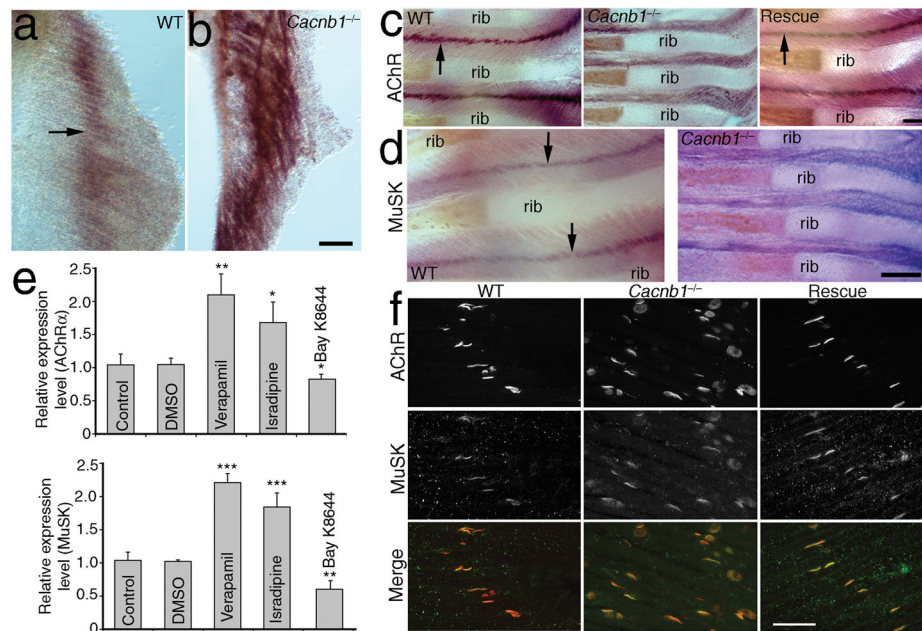 a WT
b Cacnb1–/–
c WT
rib
rib
rib
AChR
rib
rib
rib
Rescue
rib
rib
d
MuSK
rib
rib
WT
rib
Cacnb1–/–
rib
rib
rib
rib
e
Relative expression
level (AChRα)
2.5
2.0
1.5
1.0
0.5
0
Control
DMSO
Verapamil
**
Isradipine
*
* Bay K8644
Relative expression
level (MuSK)
2.5
2.0
1.5
1.0
0.5
0
Control
DMSO
Verapamil
***
Isradipine
***
** Bay K8644
f
WT Cacnb1–/– Rescue
AChR
MuSK
Merge